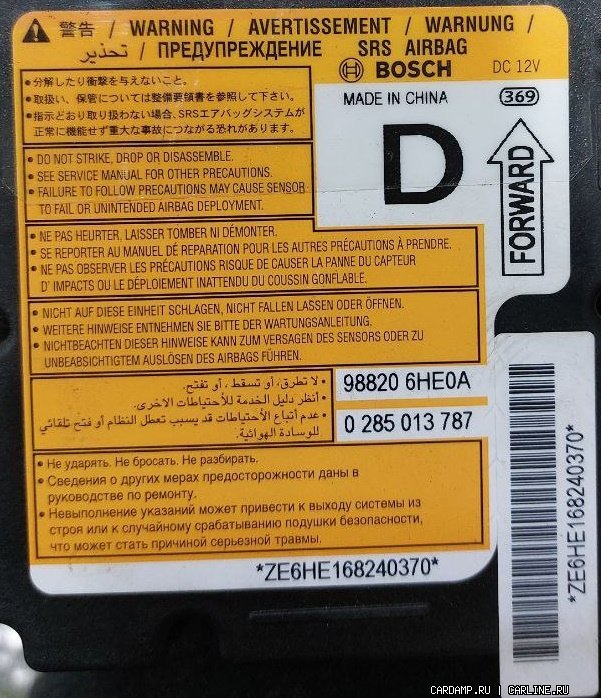 警告 / WARNING / AVERTISSEMENT / WARNUNG /
تحذير / ПРЕДУПРЕЖДЕНИЕ SRS AIRBAG
BOSCH DC 12V
MADE IN CHINA 369
D
FORWARD
• 分解したり衝撃を与えないこと。
• 取扱い、保管については整備要領書を参照して下さい。
• 指示どおり取り扱わない場合、SRSエアバッグシステムが
正常に機能せず重大な事故につながる恐れがあります。
• DO NOT STRIKE, DROP OR DISASSEMBLE.
• SEE SERVICE MANUAL FOR OTHER PRECAUTIONS.
• FAILURE TO FOLLOW PRECAUTIONS MAY CAUSE SENSOR
TO FAIL OR UNINTENDED AIRBAG DEPLOYMENT.
• NE PAS HEURTER, LAISSER TOMBER NI DÉMONTER.
• SE REPORTER AU MANUEL DE RÉPARATION POUR LES AUTRES PRÉCAUTIONS À PRENDRE.
• NE PAS OBSERVER LES PRÉCAUTIONS RISQUE DE CAUSER LA PANNE DU CAPTEUR
D' IMPACTS OU LE DÉPLOIEMENT INATTENDU DU COUSSIN GONFLABLE.
• NICHT AUF DIESE EINHEIT SCHLAGEN, NICHT FALLEN LASSEN ODER ÖFFNEN.
• WEITERE HINWEISE ENTNEHMEN SIE BITTE DER WARTUNGSANLEITUNG.
• NICHTBEACHTEN DIESER HINWEISE KANN ZUM VERSAGEN DES SENSORS ODER ZU
UNBEABSICHTIGTEM AUSLÖSEN DES AIRBAGS FÜHREN.
• لا تطرق، أو تسقط، أو تفتح.
• أنظر دليل الخدمة للأحتياطات الاخرى.
• عدم أتباع الأحتياطات قد يسبب تعطل النظام أو فتح تلقائي
للوسادة الهوائية.
98820 6HE0A
0 285 013 787
• Не ударять. Не бросать. Не разбирать.
• Сведения о других мерах предосторожности даны в
руководстве по ремонту.
• Невыполнение указаний может привести к выходу системы из
строя или к случайному срабатыванию подушки безопасности,
что может стать причиной серьезной травмы.
*ZE6HE168240370*
*ZE6HE168240370*
CARDAMP.RU | CARLINE.RU